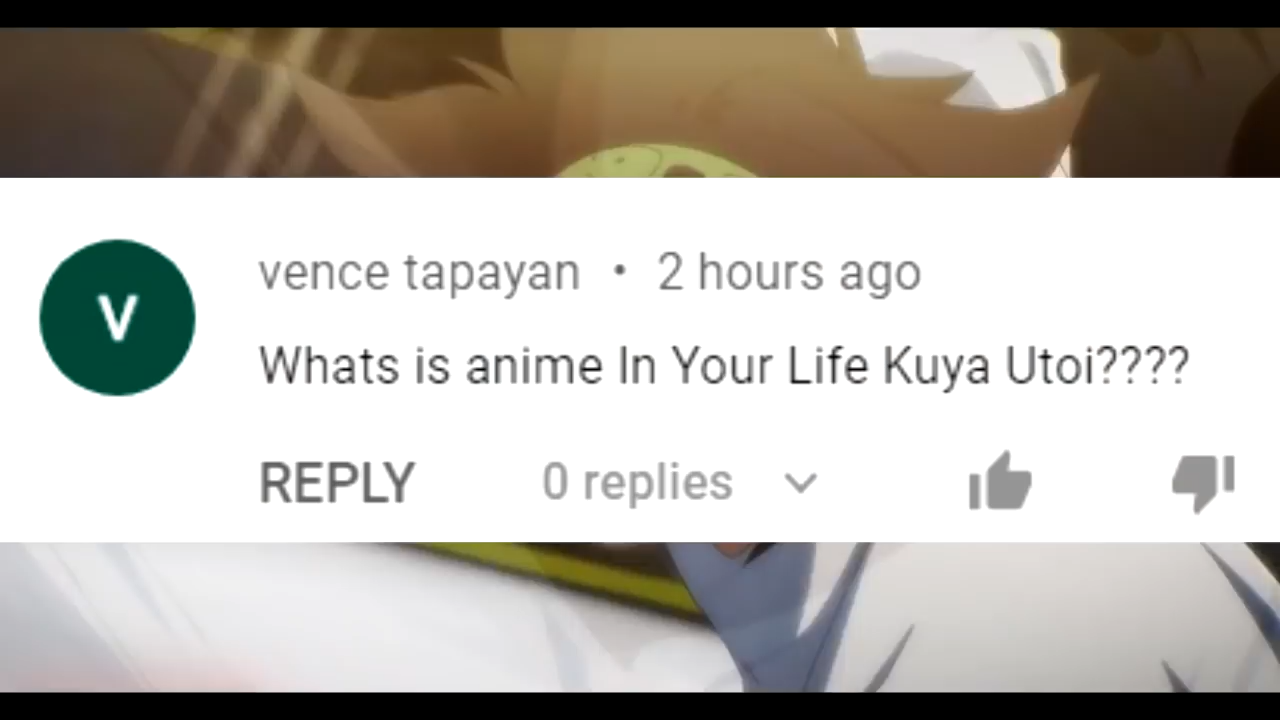 V
vence tapayan • 2 hours ago
Whats is anime In Your Life Kuya Utoi????
REPLY 0 replies